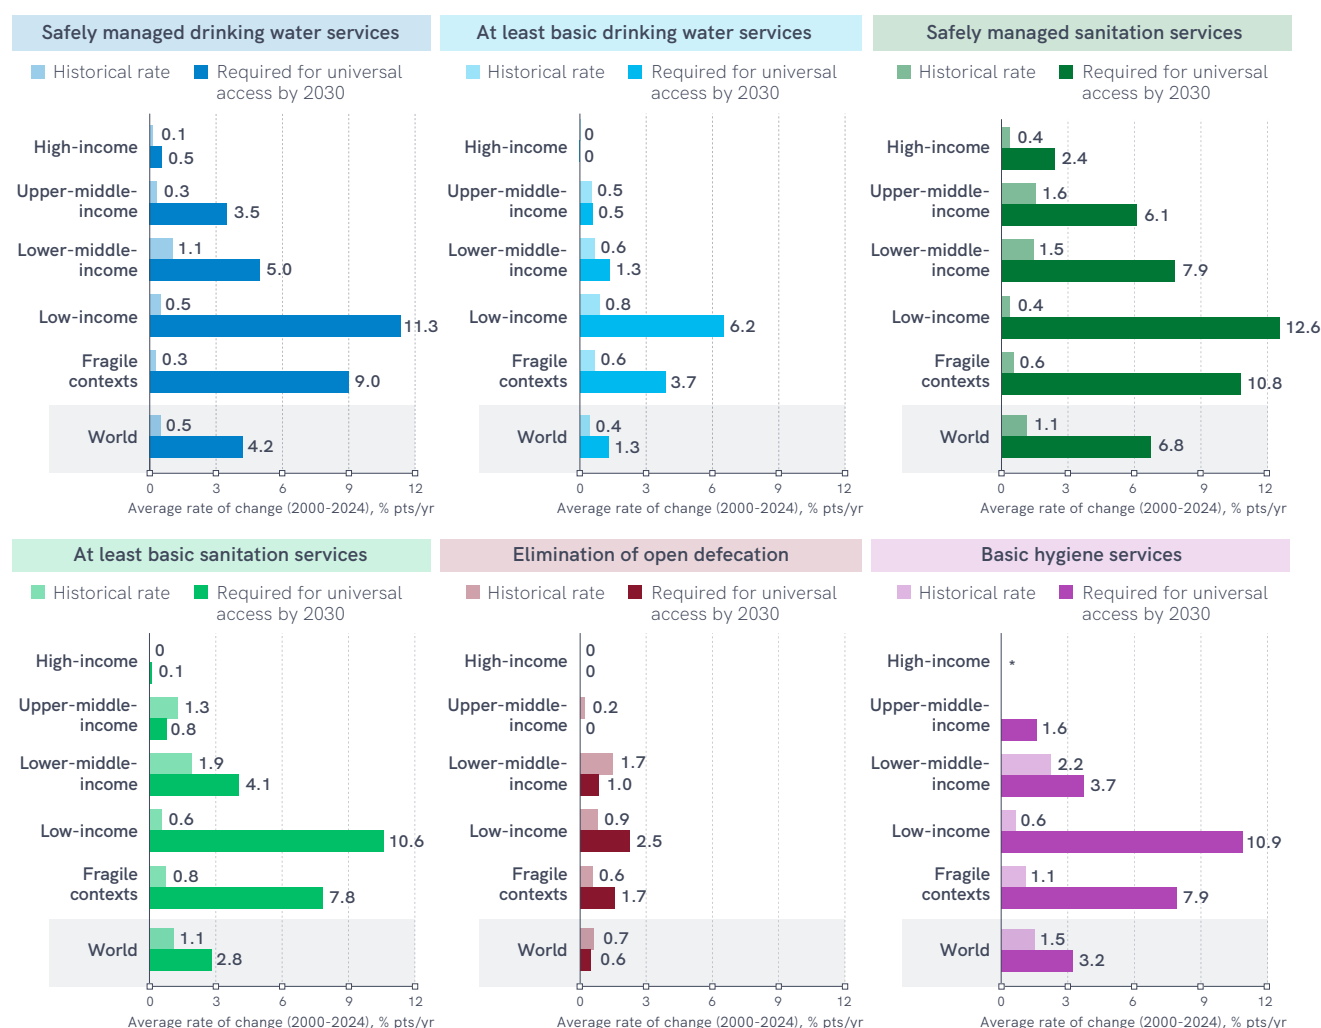 Safely managed drinking water services
Historical rate
Required for universal
access by 2030
High-income
0.1
0.5
Upper-middle-
income
0.3
3.5
Lower-middle-
income
1.1
5.0
Low-income
0.5
11.3
Fragile
contexts
0.3
9.0
World
0.5
4.2
0 3 6 9 12
Average rate of change (2000-2024), % pts/yr
At least basic drinking water services
Historical rate
Required for universal
access by 2030
High-income
0
0
Upper-middle-
income
0.5
0.5
Lower-middle-
income
0.6
1.3
Low-income
0.8
6.2
Fragile
contexts
0.6
3.7
World
0.4
1.3
0 3 6 9 12
Average rate of change (2000-2024), % pts/yr
Safely managed sanitation services
Historical rate
Required for universal
access by 2030
High-income
0.4
2.4
Upper-middle-
income
1.6
6.1
Lower-middle-
income
1.5
7.9
Low-income
0.4
12.6
Fragile
contexts
0.6
10.8
World
1.1
6.8
0 3 6 9 12
Average rate of change (2000-2024), % pts/yr
At least basic sanitation services
Historical rate
Required for universal
access by 2030
High-income
0
0.1
Upper-middle-
income
1.3
0.8
Lower-middle-
income
1.9
4.1
Low-income
0.6
10.6
Fragile
contexts
0.8
7.8
World
1.1
2.8
0 3 6 9 12
Average rate of change (2000-2024), % pts/yr
Elimination of open defecation
Historical rate
Required for universal
access by 2030
High-income
0
0
Upper-middle-
income
0.2
0
Lower-middle-
income
1.7
1.0
Low-income
0.9
2.5
Fragile
contexts
0.6
1.7
World
0.7
0.6
0 3 6 9 12
Average rate of change (2000-2024), % pts/yr
Basic hygiene services
Historical rate
Required for universal
access by 2030
High-income
*
Upper-middle-
income
1.6
Lower-middle-
income
2.2
3.7
Low-income
0.6
10.9
Fragile
contexts
1.1
7.9
World
1.5
3.2
0 3 6 9 12
Average rate of change (2000-2024), % pts/yr